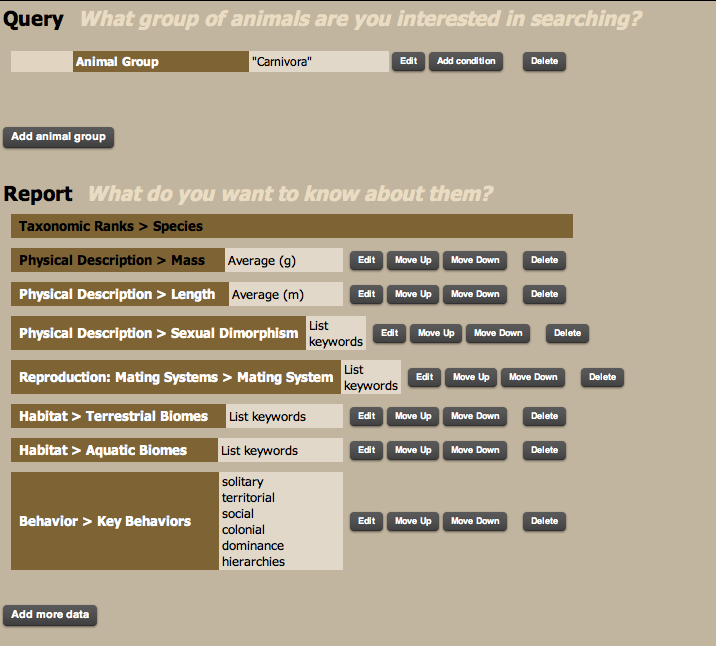 Query What group of animals are you interested in searching?
Animal Group "Carnivora" Edit Add condition Delete
Add animal group
Report What do you want to know about them?
Taxonomic Ranks > Species
Physical Description > Mass Average (g) Edit Move Up Move Down Delete
Physical Description > Length Average (m) Edit Move Up Move Down Delete
Physical Description > Sexual Dimorphism List
keywords Edit Move Up Move Down Delete
Reproduction: Mating Systems > Mating System List
keywords Edit Move Up Move Down Delete
Habitat > Terrestrial Biomes List keywords Edit Move Up Move Down Delete
Habitat > Aquatic Biomes List keywords Edit Move Up Move Down Delete
Behavior > Key Behaviors solitary
territorial
social
colonial
dominance
hierarchies Edit Move Up Move Down Delete
Add more data